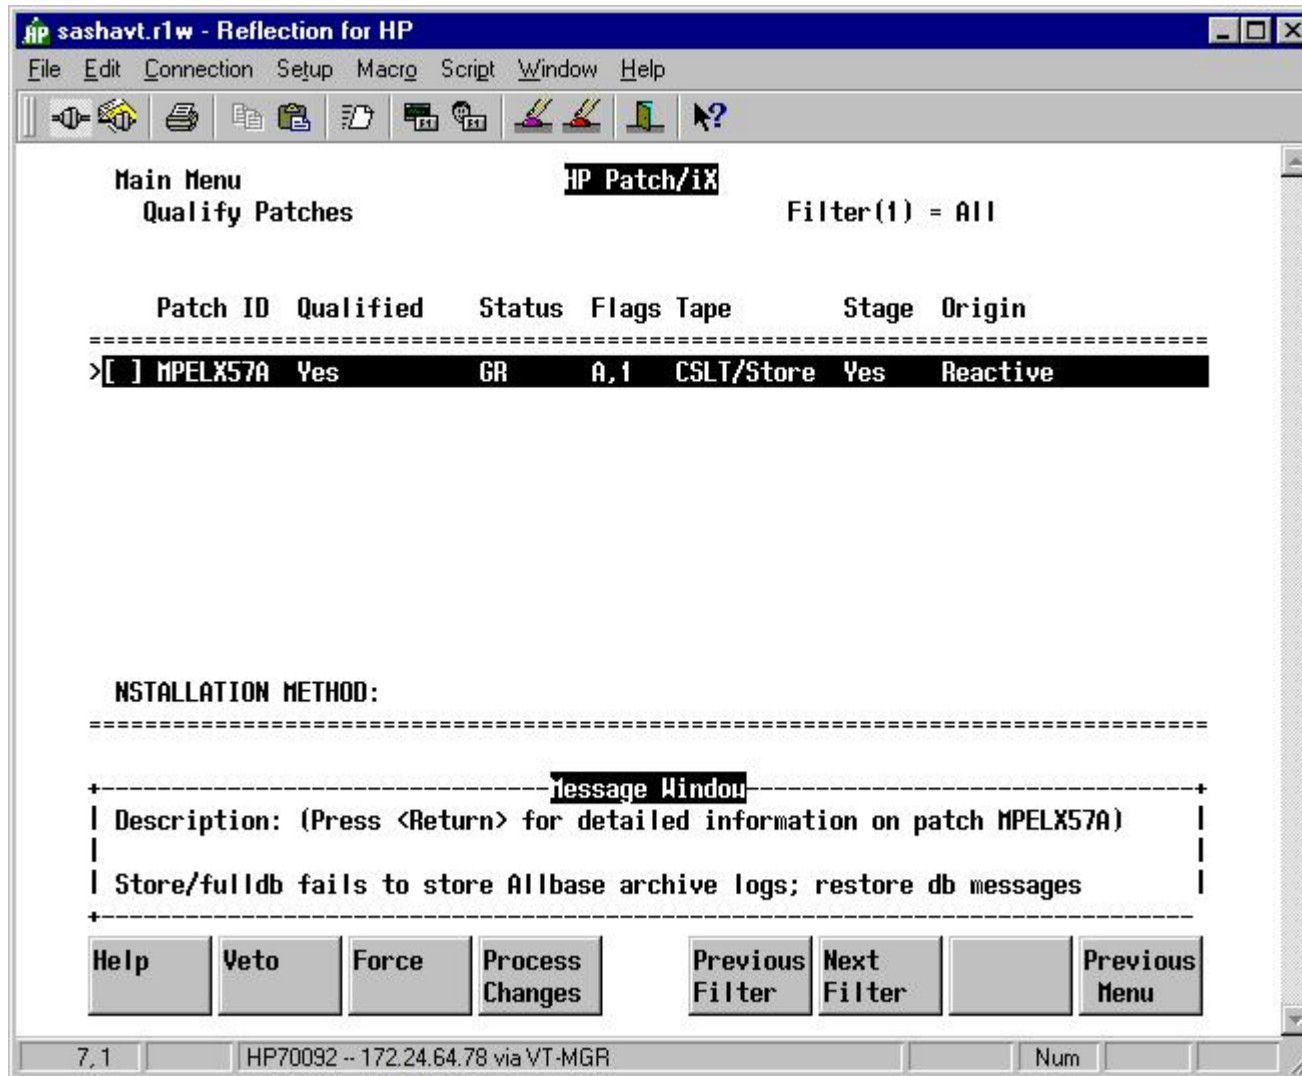 sashavt.r1w - Reflection for HP
File Edit Connection Setup Macro Script Window Help
Main Menu HP Patch/iX
Qualify Patches Filter(1) = All
Patch ID Qualified Status Flags Tape Stage Origin
================================================================================
>[ ] MPELX57A Yes GR A,1 CSLT/Store Yes Reactive
NSTALLATION METHOD:
================================================================================
Message Window
Description: (Press <Return> for detailed information on patch MPELX57A)
Store/fulldb fails to store Allbase archive logs; restore db messages
Help Veto Force Process Changes Previous Filter Next Filter Previous Menu
7, 1 HP70092 -- 172.24.64.78 via VT-MGR Num